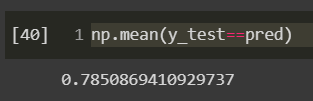 [40] 1 np.mean(y_test==pred)
0.7850869410929737